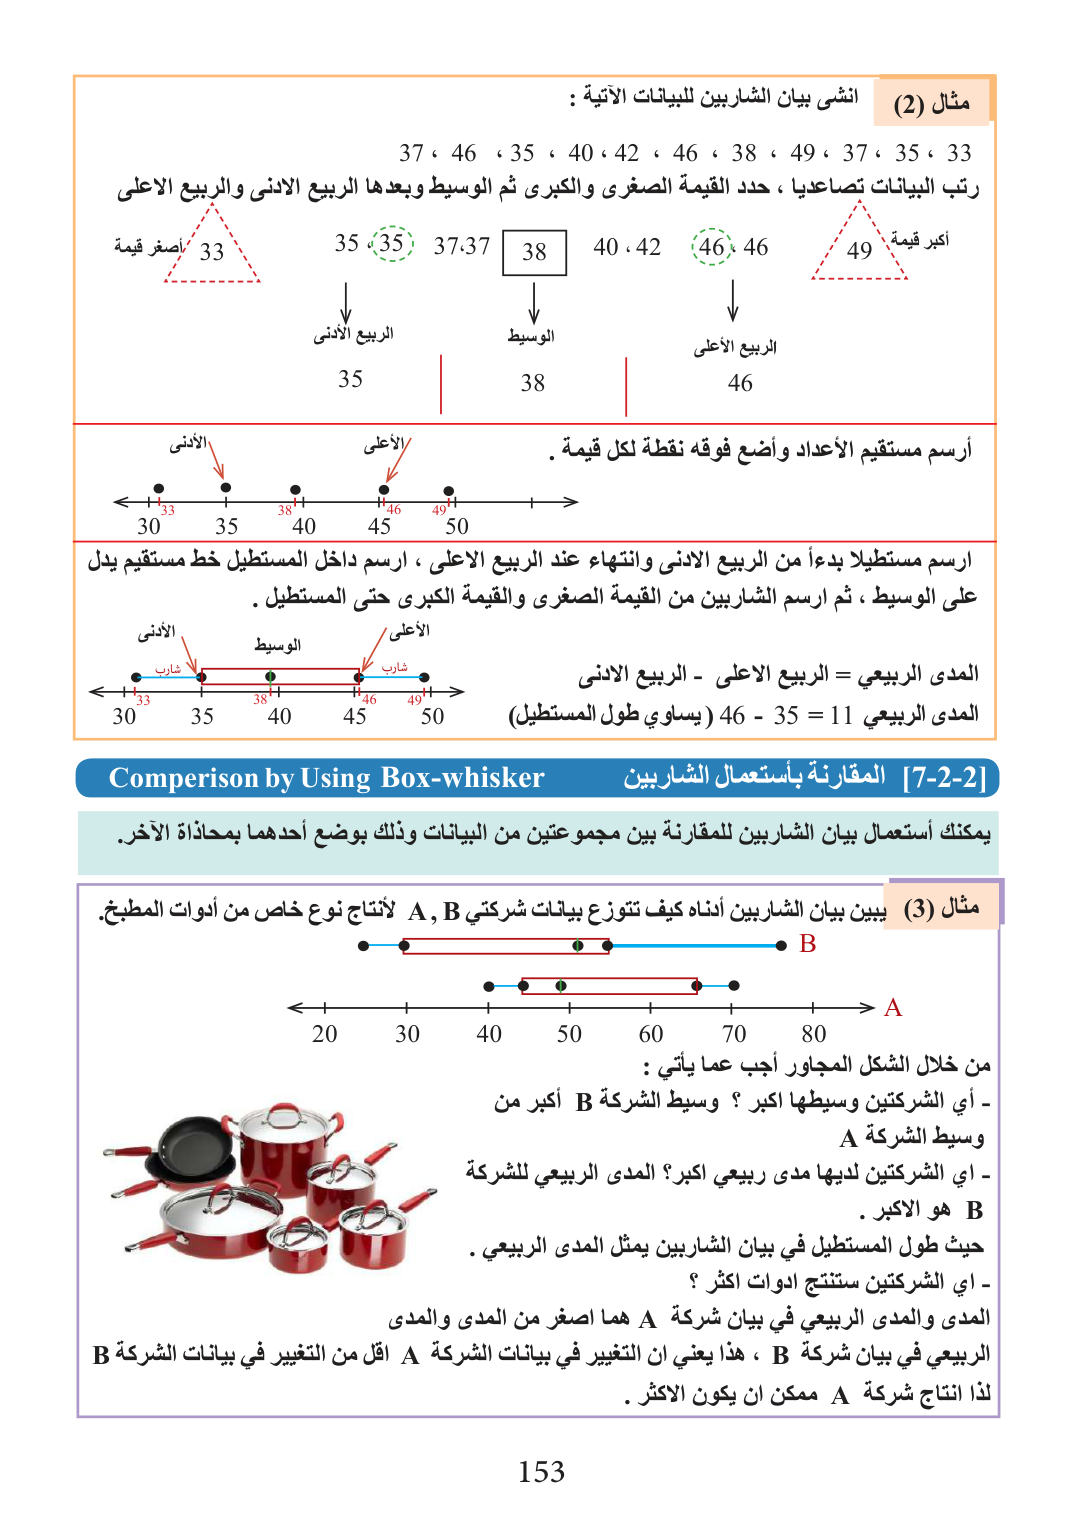 مثال (2) انشى بيان الشاربين للبيانات الآتية :
33 ، 35 ، 37 ، 49 ، 38 ، 46 ، 42 ، 40 ، 35 ، 46 ، 37
رتب البيانات تصاعديا ، حدد القيمة الصغرى والكبرى ثم الوسيط وبعدها الربيع الادنى والربيع الاعلى
أصغر قيمة 33 35 ، 35 37،37 38 40 ، 42 46 ، 46 49 أكبر قيمة
الربيع الأدنى الوسيط الربيع الأعلى
35 38 46
أرسم مستقيم الأعداد وأضع فوقه نقطة لكل قيمة .
الأدنى الأعلى
33 38 46 49
30 35 40 45 50
ارسم مستطيلا بدءأ من الربيع الادنى وانتهاء عند الربيع الاعلى ، ارسم داخل المستطيل خط مستقيم يدل
على الوسيط ، ثم ارسم الشاربين من القيمة الصغرى والقيمة الكبرى حتى المستطيل .
الأدنى الوسيط الأعلى
شارب شارب
33 38 46 49
30 35 40 45 50
المدى الربيعي = الربيع الاعلى - الربيع الادنى
المدى الربيعي 11 = 35 - 46 ( يساوي طول المستطيل)
[7-2-2] المقارنة بأستعمال الشاربين Comperison by Using Box-whisker
يمكنك أستعمال بيان الشاربين للمقارنة بين مجموعتين من البيانات وذلك بوضع أحدهما بمحاذاة الآخر.
مثال (3) يبين بيان الشاربين أدناه كيف تتوزع بيانات شركتي A , B لأنتاج نوع خاص من أدوات المطبخ.
B
A
20 30 40 50 60 70 80
من خلال الشكل المجاور أجب عما يأتي :
- أي الشركتين وسيطها اكبر ؟ وسيط الشركة B أكبر من
وسيط الشركة A
- اي الشركتين لديها مدى ربيعي اكبر؟ المدى الربيعي للشركة
B هو الاكبر .
حيث طول المستطيل في بيان الشاربين يمثل المدى الربيعي .
- اي الشركتين ستنتج ادوات اكثر ؟
المدى والمدى الربيعي في بيان شركة A هما اصغر من المدى والمدى
الربيعي في بيان شركة B ، هذا يعني ان التغيير في بيانات الشركة A اقل من التغيير في بيانات الشركة B
لذا انتاج شركة A ممكن ان يكون الاكثر .
153